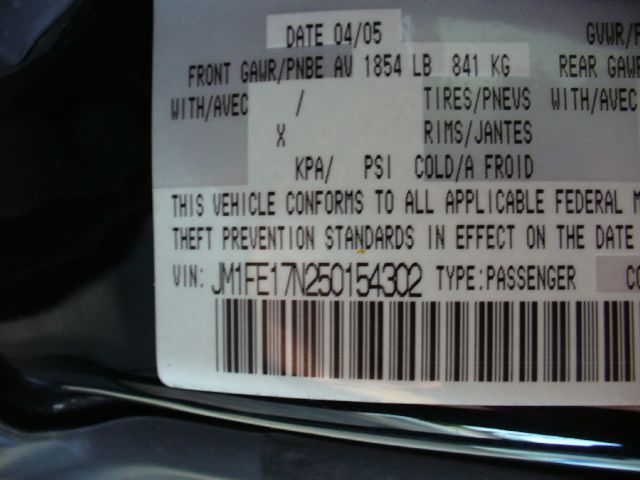 DATE 04/05 GVWR/P
FRONT GAWR/PNBE AV 1854 LB 841 KG REAR GAWR
WITH/AVEC / TIRES/PNEUS WITH/AVEC
X RIMS/JANTES
KPA/ PSI COLD/A FROID
THIS VEHICLE CONFORMS TO ALL APPLICABLE FEDERAL M
THEFT PREVENTION STANDARDS IN EFFECT ON THE DATE
VIN: JM1FE17N250154302 TYPE:PASSENGER CO